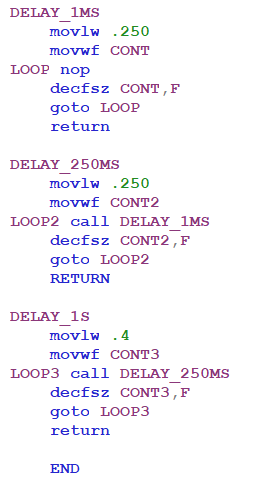 DELAY_1MS
movlw .250
movwf CONT
LOOP nop
decfsz CONT,F
goto LOOP
return
DELAY_250MS
movlw .250
movwf CONT2
LOOP2 call DELAY_1MS
decfsz CONT2,F
goto LOOP2
RETURN
DELAY_1S
movlw .4
movwf CONT3
LOOP3 call DELAY_250MS
decfsz CONT3,F
goto LOOP3
return
END